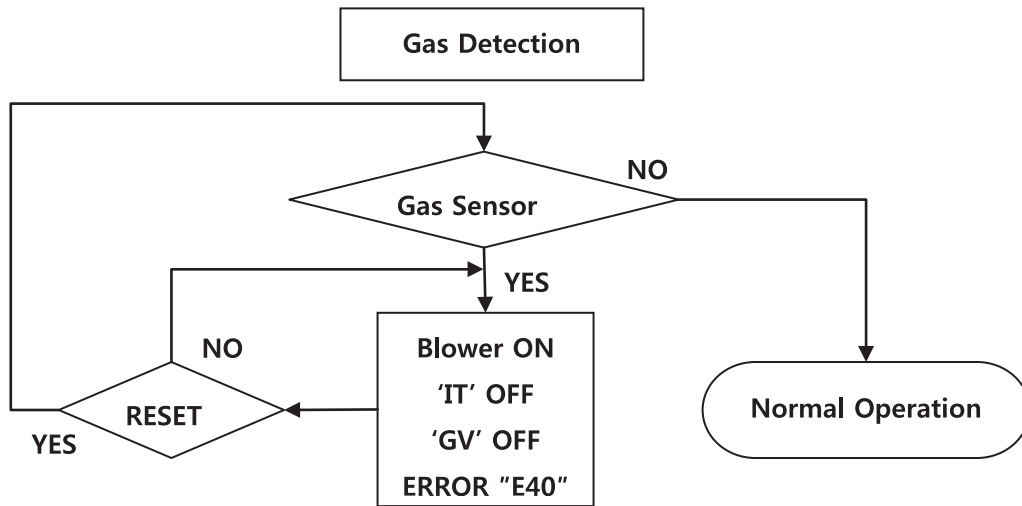 Gas Detection
NO
Gas Sensor
YES
Blower ON
‘IT’ OFF
‘GV’ OFF
ERROR ”E40”
NO
RESET
YES
Normal Operation